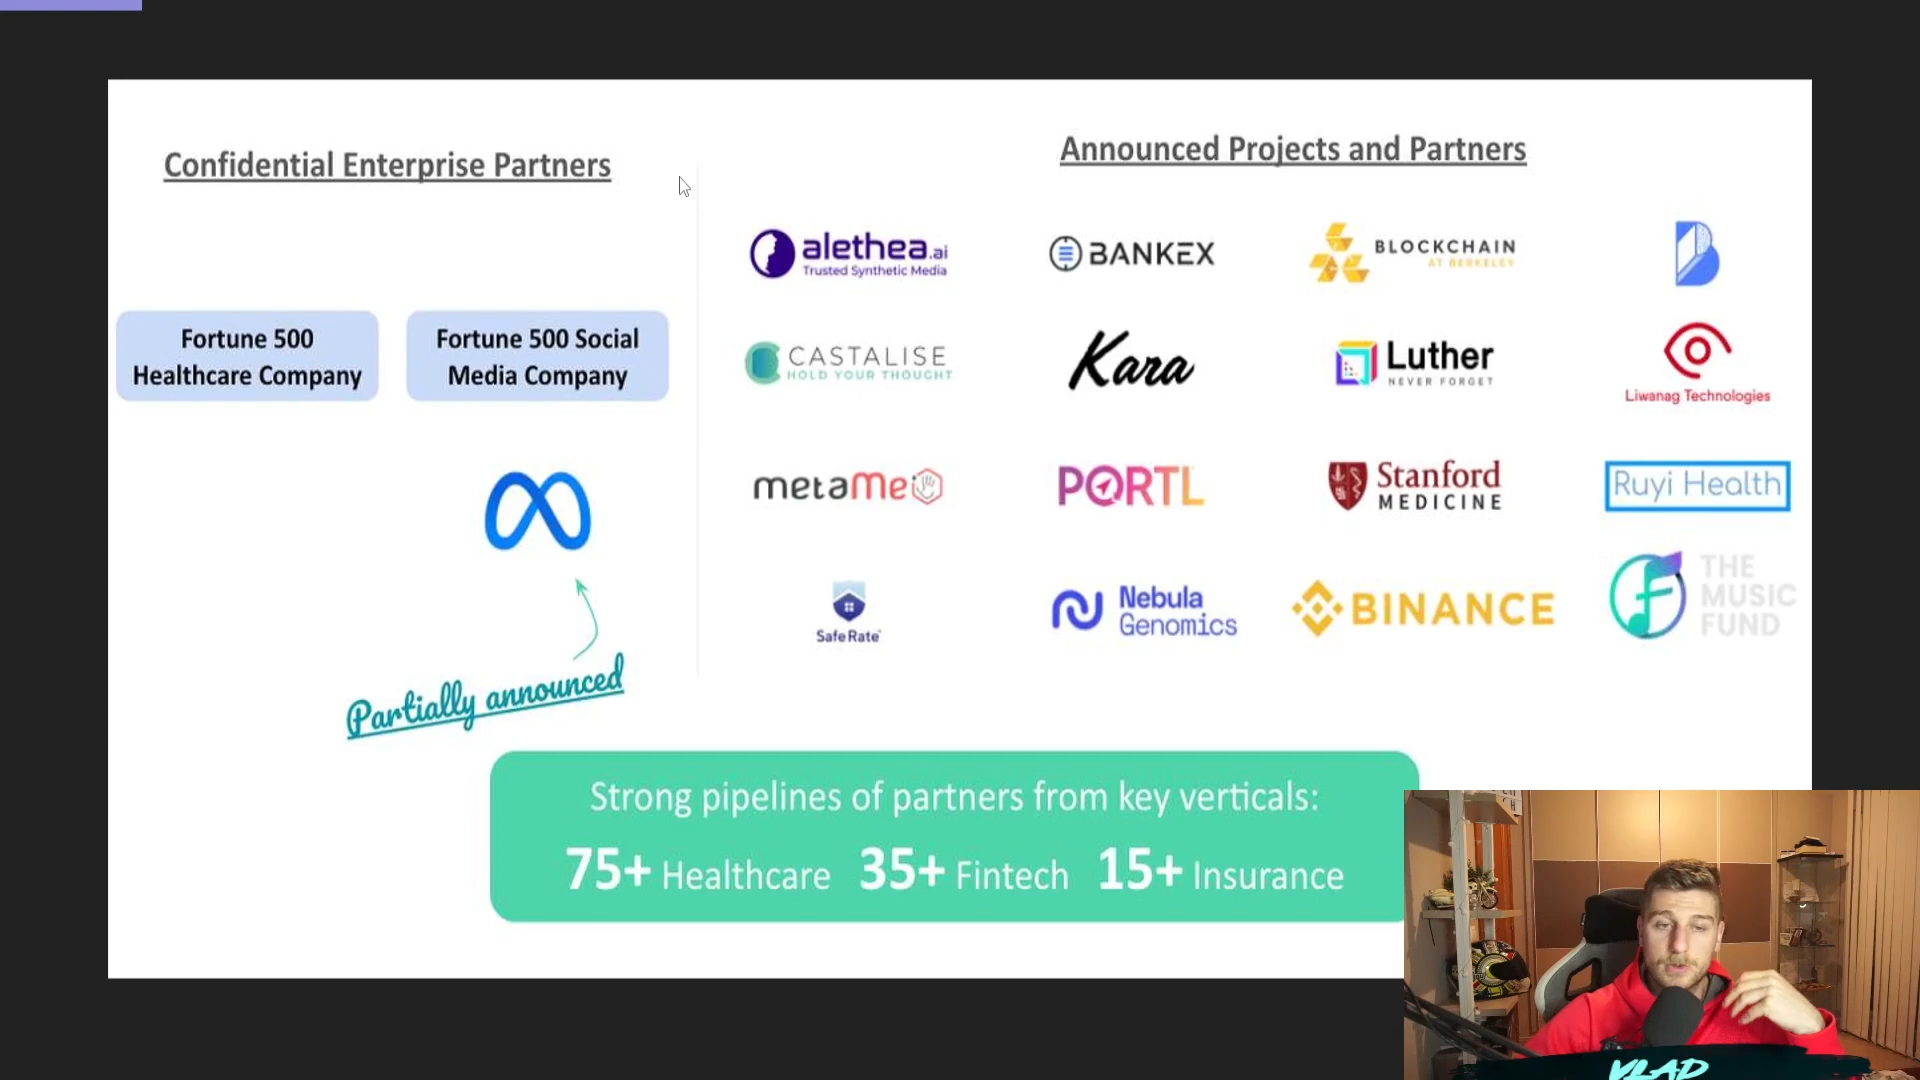 Confidential Enterprise Partners
Fortune 500
Healthcare Company
Fortune 500 Social
Media Company
Partially announced
Announced Projects and Partners
alethea.ai
Trusted Synthetic Media
BANKEX
BLOCKCHAIN
AT BERKELEY
CASTALISE
HOLD YOUR THOUGHT
Kara
Luther
NEVER FORGET
Liwanag Technologies
metaMe
PORTL
Stanford
MEDICINE
Ruyi Health
SafeRate
Nebula
Genomics
BINANCE
THE
MUSIC
FUND
Strong pipelines of partners from key verticals:
75+ Healthcare 35+ Fintech 15+ Insurance
VLAD